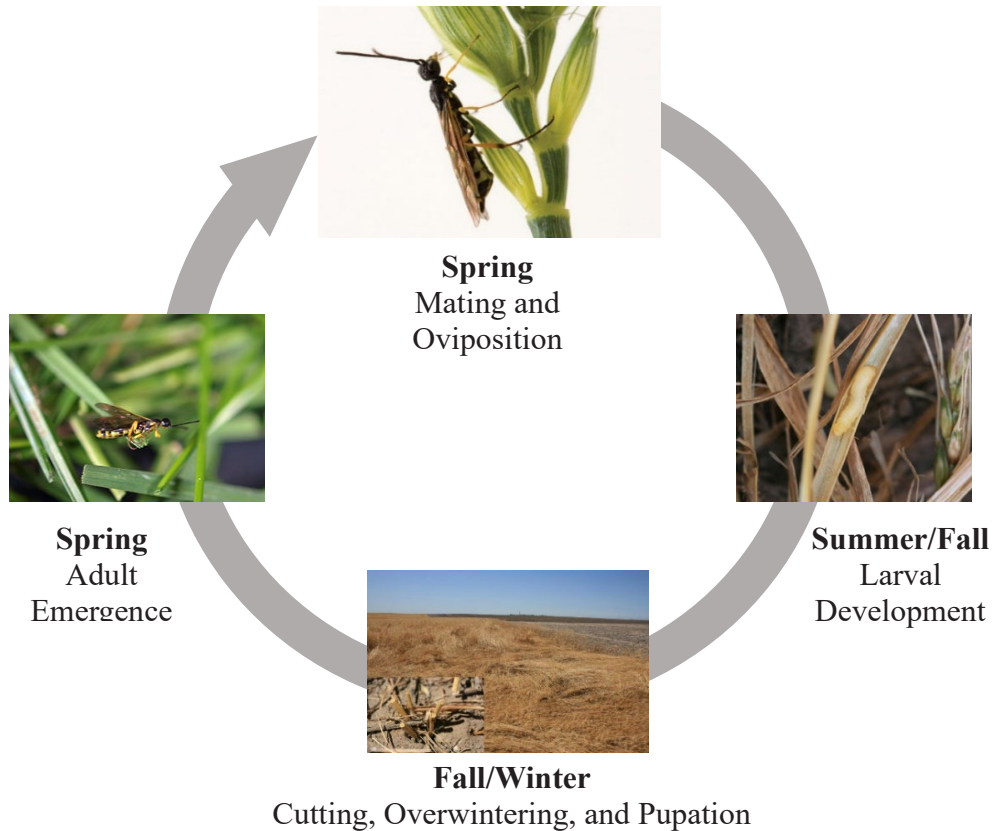 Spring
Mating and
Oviposition
Summer/Fall
Larval
Development
Fall/Winter
Cutting, Overwintering, and Pupation
Spring
Adult
Emergence